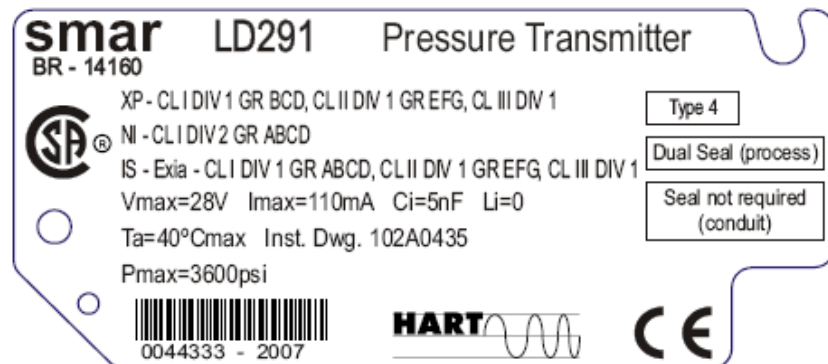 smar LD291 Pressure Transmitter
BR - 14160
XP - CL I DIV 1 GR BCD, CL II DIV 1 GR EFG, CL III DIV 1
NI - CL I DIV 2 GR ABCD
IS - Exia - CL I DIV 1 GR ABCD, CL II DIV 1 GR EFG, CL III DIV 1
Vmax=28V Imax=110mA Ci=5nF Li=0
Ta=40ºCmax Inst. Dwg. 102A0435
Pmax=3600psi
Type 4
Dual Seal (process)
Seal not required
(conduit)
SA ®
0044333 - 2007
HART
CE